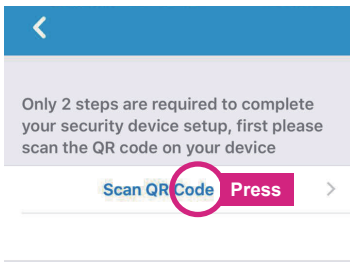 Only 2 steps are required to complete
your security device setup, first please
scan the QR code on your device
Scan QR Code Press